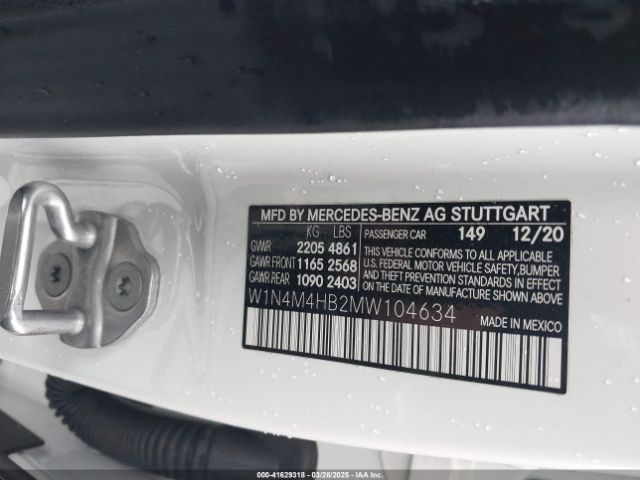 MFD BY MERCEDES-BENZ AG STUTTGART
KG LBS PASSENGER CAR 149 12/20
GVWR 2205 4861
GAWR FRONT 1165 2568
GAWR-REAR 1090 2403
THIS VEHICLE CONFORMS TO ALL APPLICABLE
U.S. FEDERAL MOTOR VEHICLE SAFETY, BUMPER
AND THEFT PREVENTION STANDARDS IN EFFECT
ON THE DATE OF MANUFACTURE SHOWN ABOVE.
W1N4M4HB2MW104634 MADE IN MEXICO
000-41629318 | 03/28/2025 - IAA Inc.